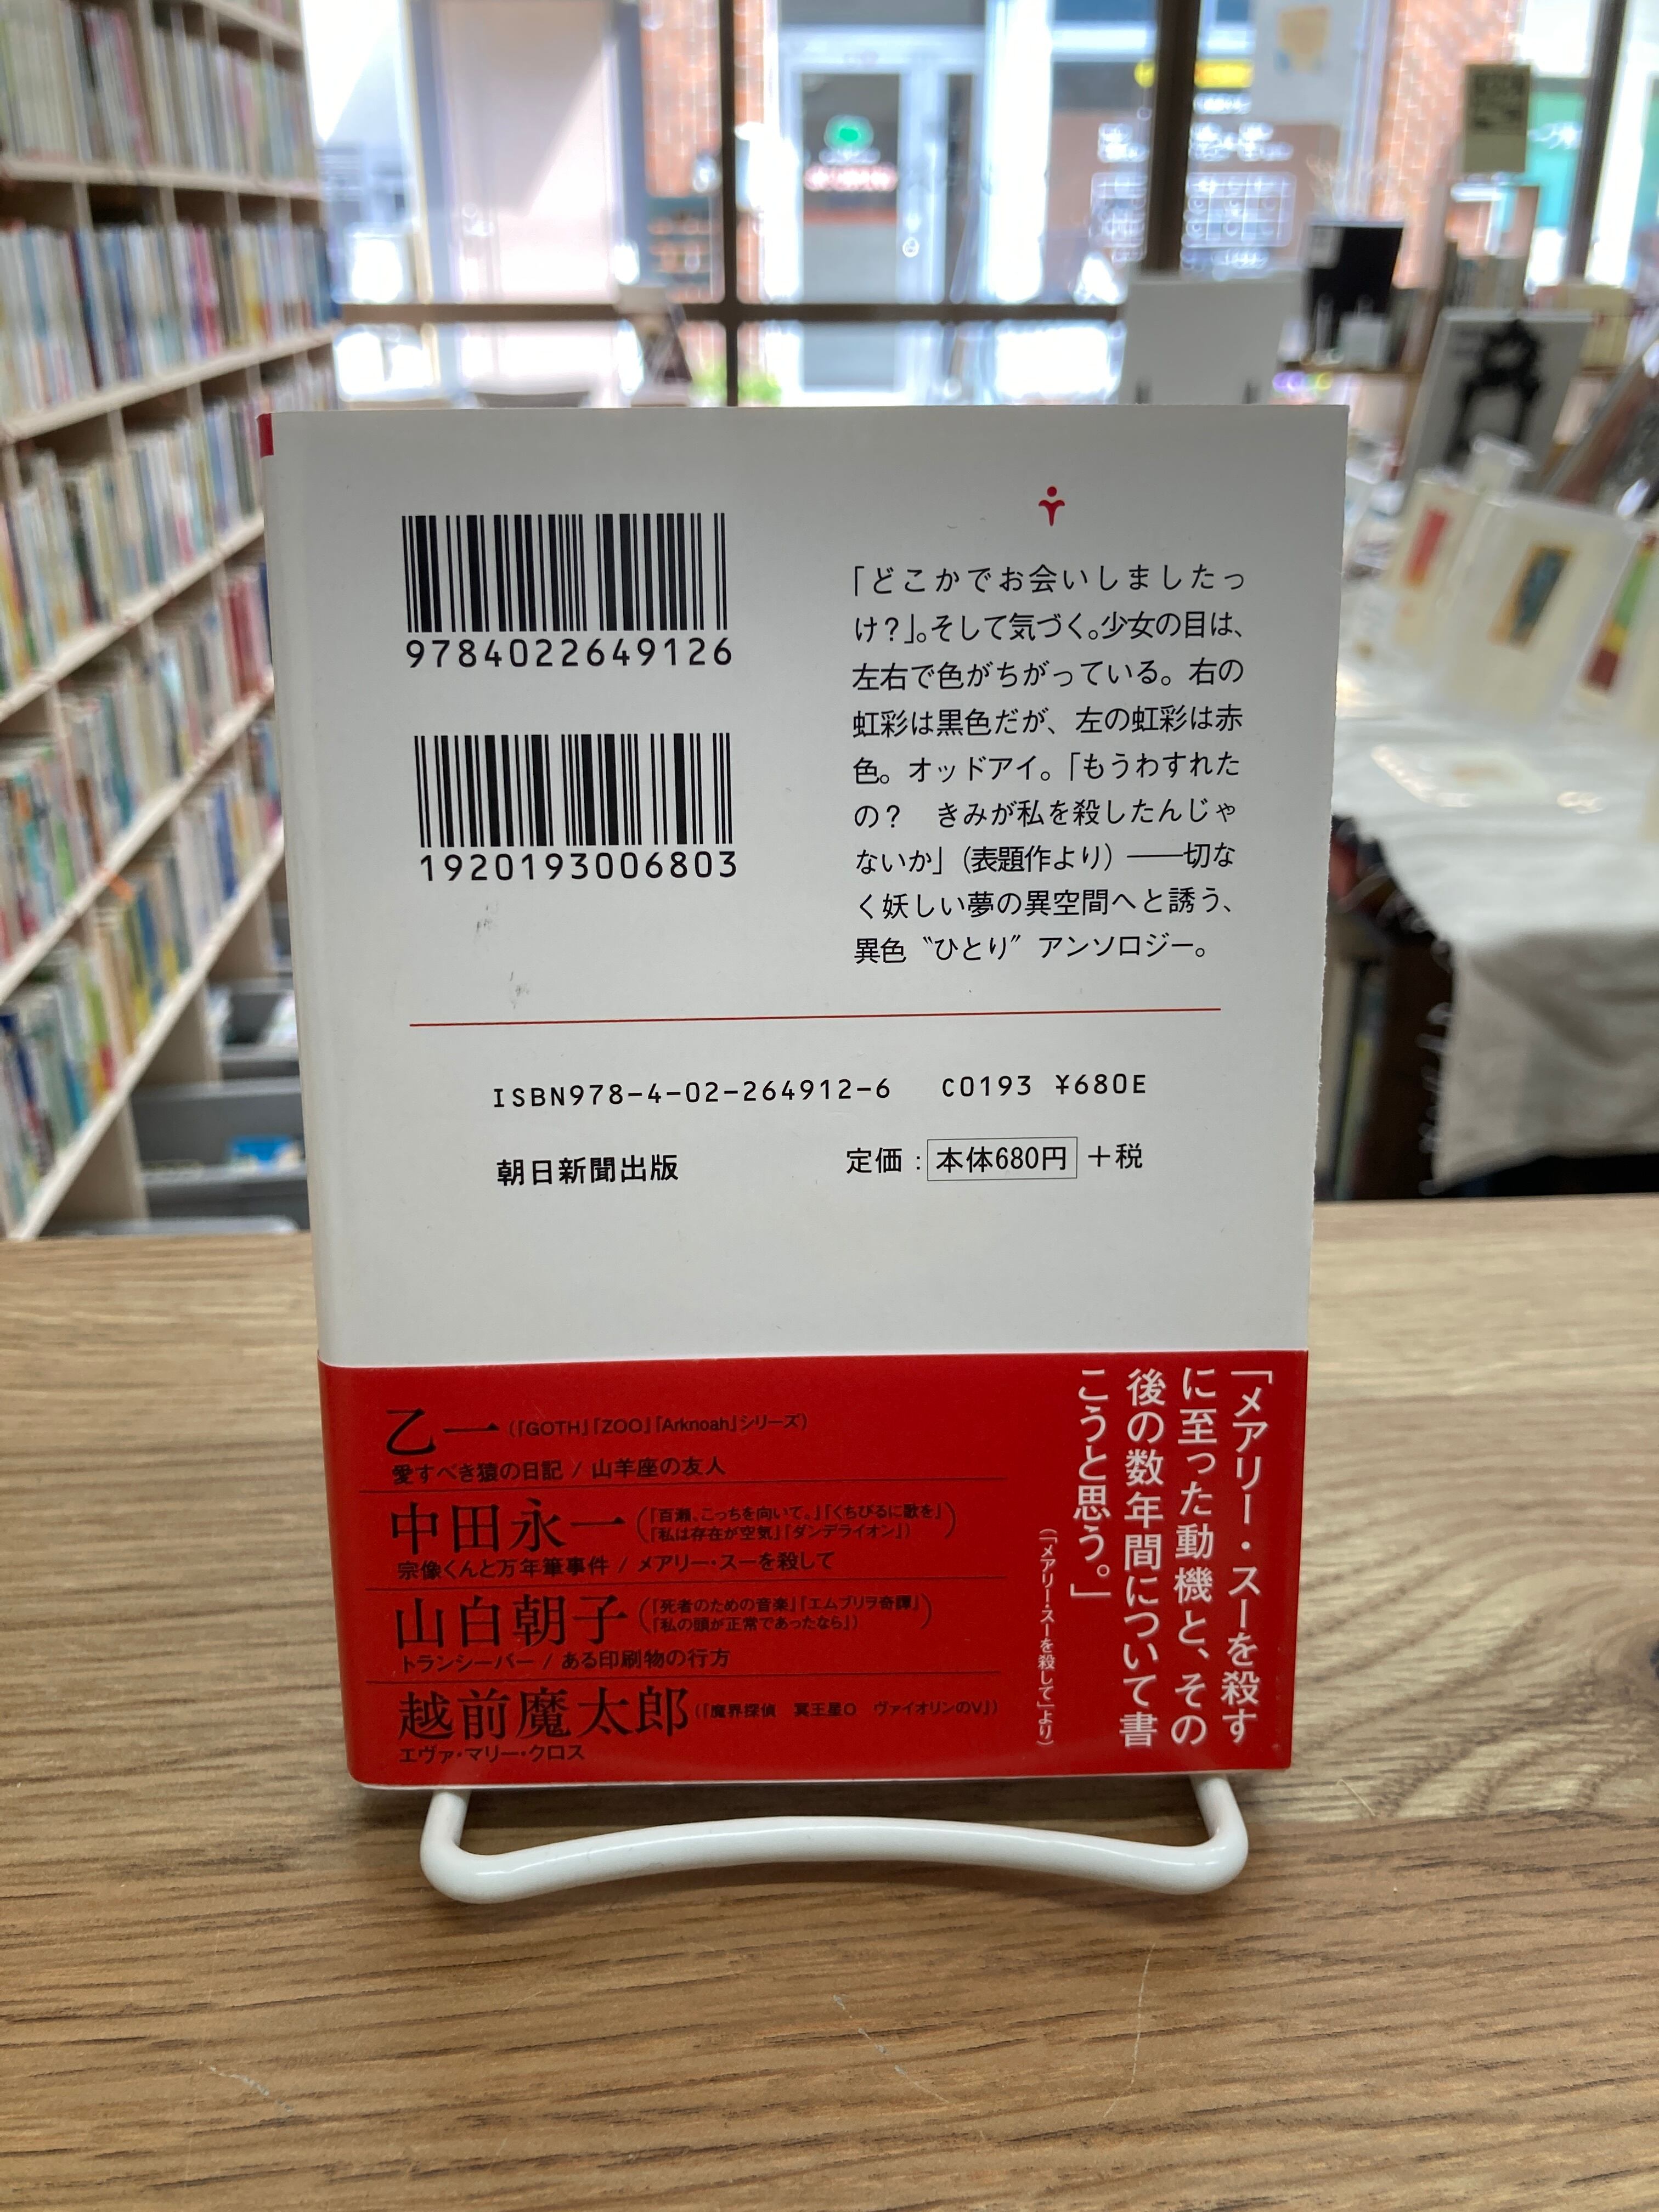 9784022649126
1920193006803
「どこかでお会いしましたっ
け？」。そして気づく。少女の目は、
左右で色がちがっている。右の
虹彩は黒色だが、左の虹彩は赤
色。オッドアイ。「もうわすれた
の？　きみが私を殺したんじゃ
ないか」（表題作より）――切な
く妖しい夢の異空間へと誘う、
異色〝ひとり〟アンソロジー。
ISBN978-4-02-264912-6　C0193 ¥680E
朝日新聞出版　定価：本体680円＋税
「メアリー・スーを殺す
に至った動機と、その
後の数年間について書
こうと思う。」
（「メアリー・スーを殺して」より）
乙一（『GOTH』『ZOO』『Arknoah』シリーズ）
愛すべき猿の日記 / 山羊座の友人
中田永一（『百瀬、こっちを向いて。』『くちびるに歌を』
『私は存在が空気』『ダンデライオン』）
宗像くんと万年筆事件 / メアリー・スーを殺して
山白朝子（『死者のための音楽』『エムブリヲ奇譚』
『私の頭が正常であったなら』）
トランシーバー / ある印刷物の行方
越前魔太郎（『魔界探偵　冥王星O　ヴァイオリンのV』）
エヴァ・マリー・クロス